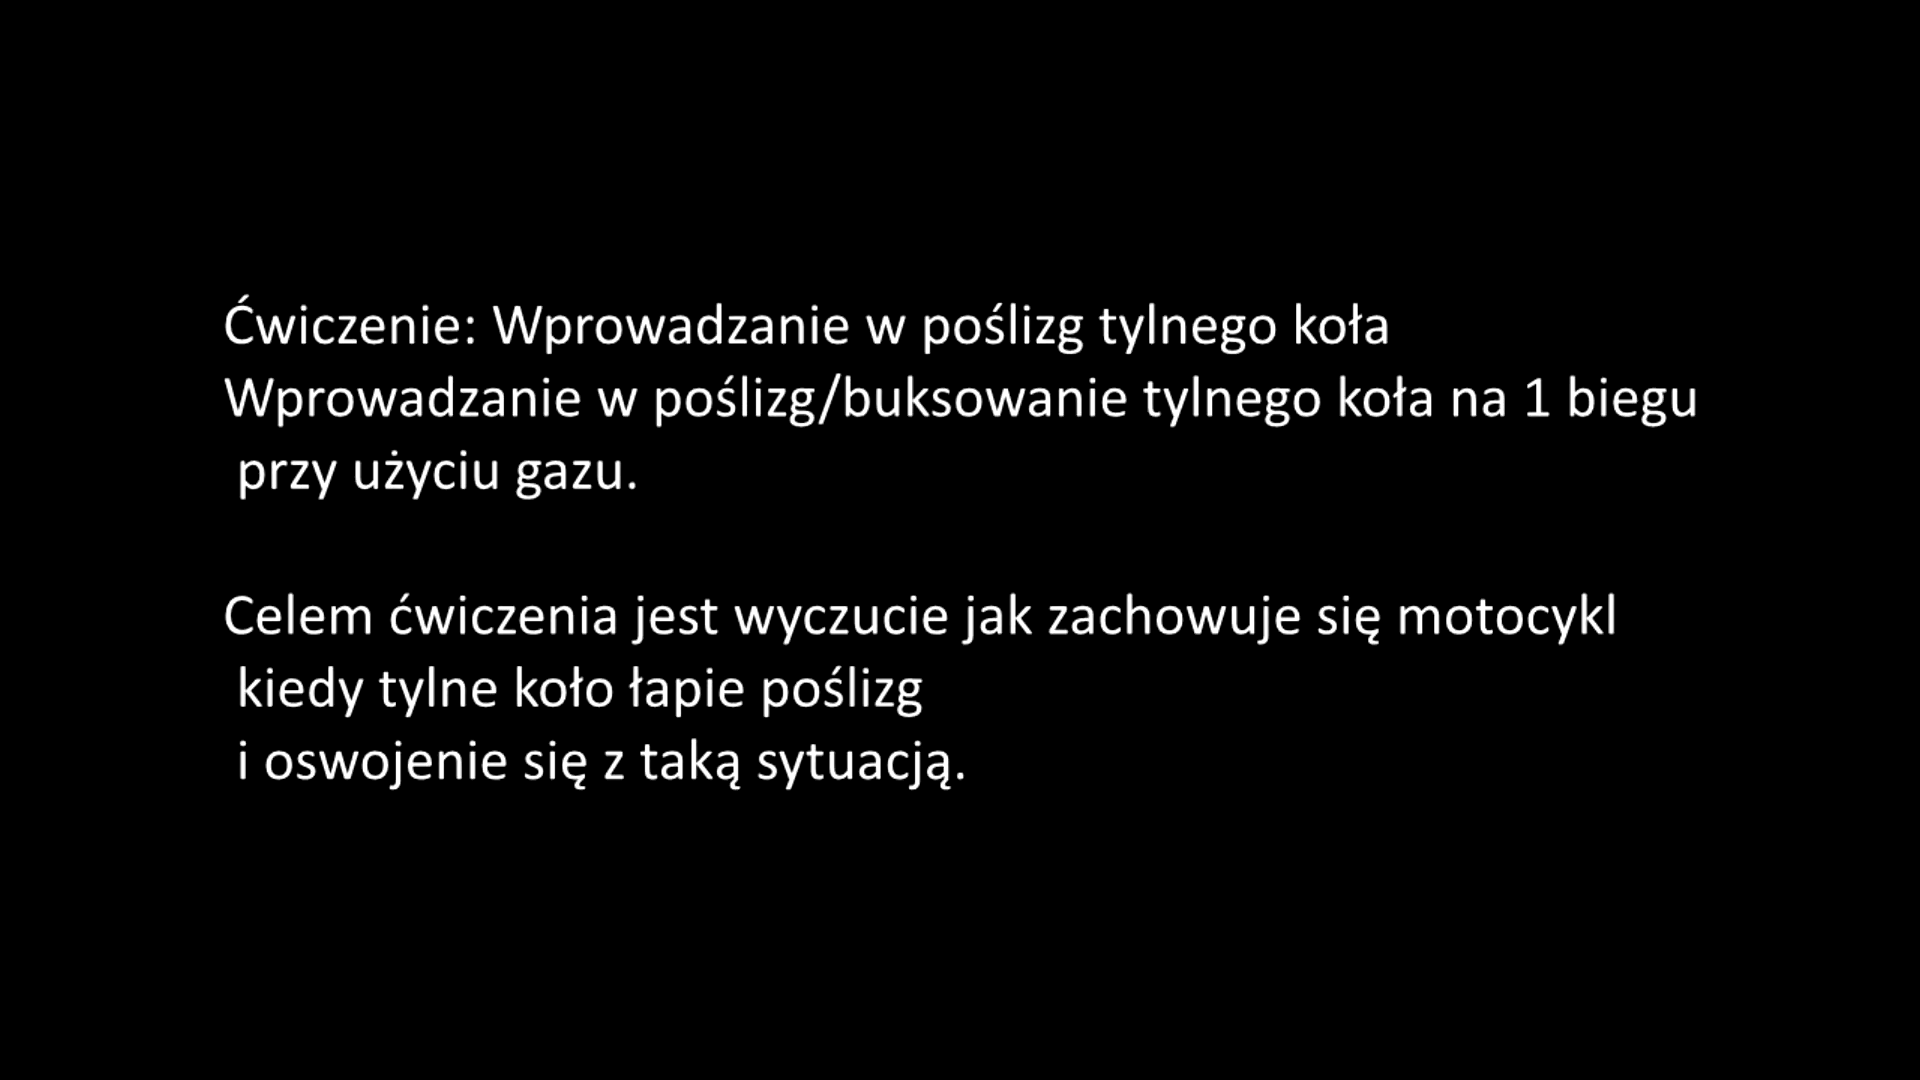 Ćwiczenie: Wprowadzanie w poślizg tylnego koła
Wprowadzanie w poślizg/buksowanie tylnego koła na 1 biegu
przy użyciu gazu.
Celem ćwiczenia jest wyczucie jak zachowuje się motocykl
kiedy tylne koło łapie poślizg
i oswojenie się z taką sytuacją.